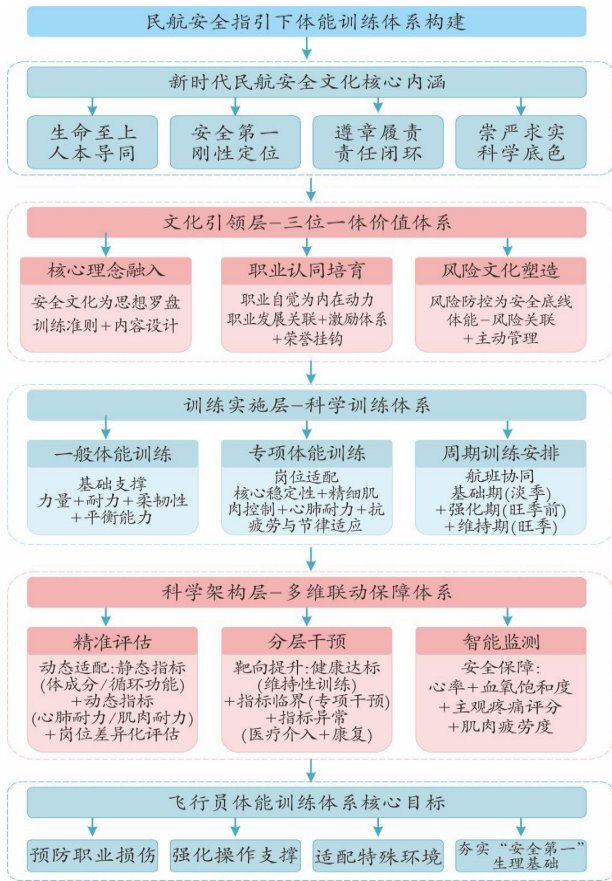 民航安全指引下体能训练体系构建
新时代民航安全文化核心内涵
生命至上
人本导同
安全第一
刚性定位
遵章履责
责任闭环
崇严求实
科学底色
文化引领层-三位一体价值体系
核心理念融入
安全文化为思想罗盘
训练准则+内容设计
职业认同培育
职业自觉为内在动力
职业发展关联+激励体系
+荣誉挂钩
风险文化塑造
风险防控为安全底线
体能-风险关联
+主动管理
训练实施层-科学训练体系
一般体能训练
基础支撑
力量+耐力+柔韧性
+平衡能力
专项体能训练
岗位适配
核心稳定性+精细肌
肉控制+心肺耐力+抗
疲劳与节律适应
周期训练安排
航班协同
基础期(淡季)
+强化期(旺季前)
+维持期(旺季)
科学架构层-多维联动保障体系
精准评估
动态适配:静态指标
(体成分/循环功能)
+动态指标
(心肺耐力/肌肉耐力)
+岗位差异化评估
分层干预
靶向提升:健康达标
(维持性训练)
+指标临界(专项干预)
+指标异常
(医疗介入+康复)
智能监测
安全保障:
心率+血氧饱和度
+主观疼痛评分
+肌肉疲劳度
飞行员体能训练体系核心目标
预防职业损伤
强化操作支撑
适配特殊环境
夯实“安全第一”
生理基础